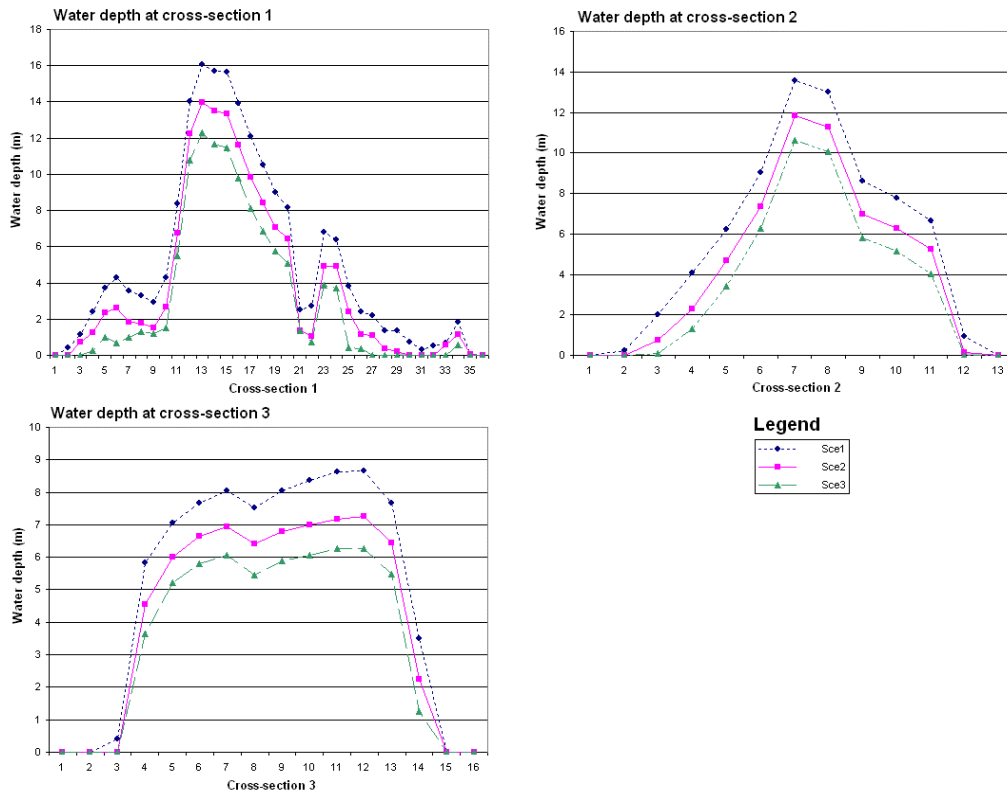 Water depth at cross-section 1
Water depth (m)
18
16
14
12
10
8
6
4
2
0
1 3 5 7 9 11 13 15 17 19 21 23 25 27 29 31 33 35
Cross-section 1
Water depth at cross-section 2
Water depth (m)
16
14
12
10
8
6
4
2
0
1 2 3 4 5 6 7 8 9 10 11 12 13
Cross-section 2
Water depth at cross-section 3
Water depth (m)
10
9
8
7
6
5
4
3
2
1
0
1 2 3 4 5 6 7 8 9 10 11 12 13 14 15 16
Cross-section 3
Legend
Sce1
Sce2
Sce3